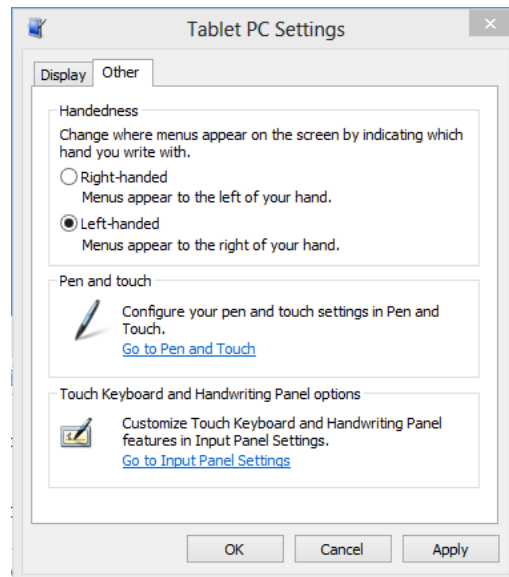 Tablet PC Settings
Display Other
Handedness
Change where menus appear on the screen by indicating which
hand you write with.
Right-handed
Menus appear to the left of your hand.
Left-handed
Menus appear to the right of your hand.
Pen and touch
Configure your pen and touch settings in Pen and
Touch.
Go to Pen and Touch
Touch Keyboard and Handwriting Panel options
Customize Touch Keyboard and Handwriting Panel
features in Input Panel Settings.
Go to Input Panel Settings
OK Cancel Apply